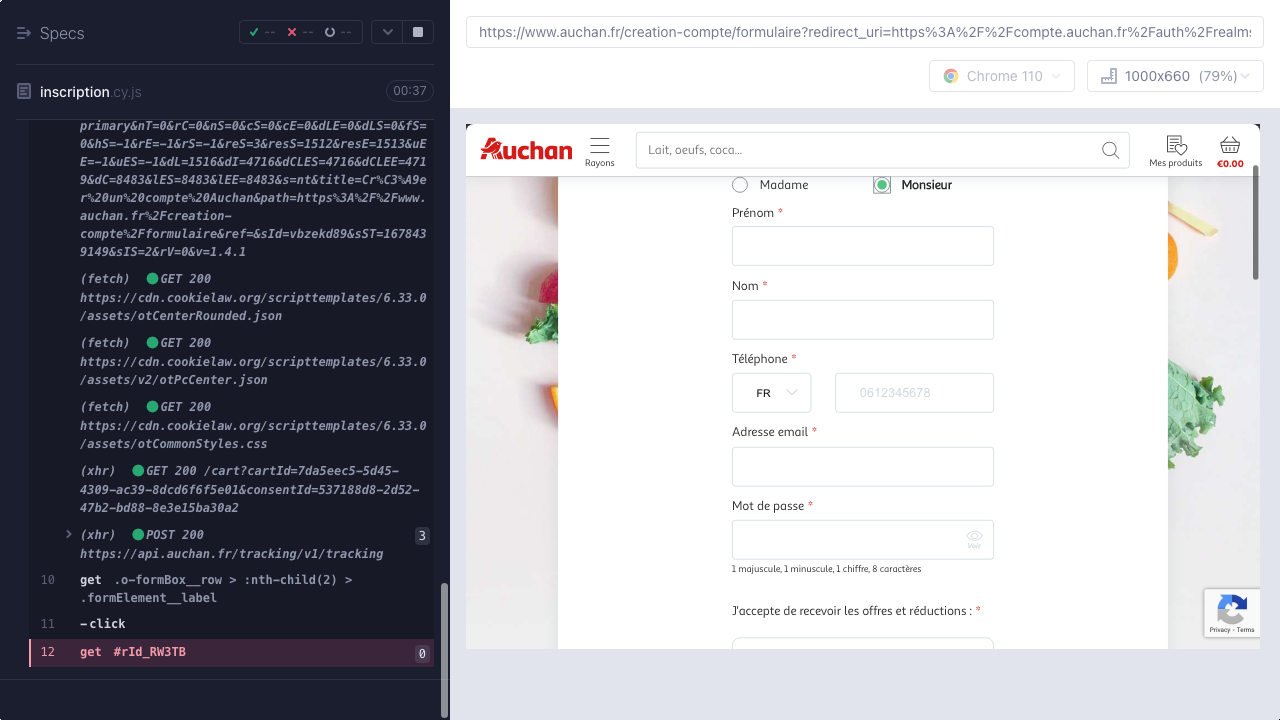 Specs
--
--
--
inscription.cy.js
00:37
primary&nT=0&rC=0&nS=0&cS=0&cE=0&dLE=0&dLS=0&fS=
0&hS=-1&rE=-1&rS=-1&reS=3&resS=1512&resE=1513&uE
E=-1&uES=-1&dL=1516&dI=4716&dCLES=4716&dCLEE=471
9&dC=8483&lES=8483&lEE=8483&s=nt&title=Cr%C3%A9e
r%20un%20compte%20Auchan&path=https%3A%2F%2Fwww.
auchan.fr%2Fcreation-
compte%2Fformulaire&ref=&sId=vbzekd89&sST=167843
9149&sIS=2&rV=0&v=1.4.1
(fetch) GET 200
https://cdn.cookielaw.org/scripttemplates/6.33.0
/assets/otCenterRounded.json
(fetch) GET 200
https://cdn.cookielaw.org/scripttemplates/6.33.0
/assets/v2/otPcCenter.json
(fetch) GET 200
https://cdn.cookielaw.org/scripttemplates/6.33.0
/assets/otCommonStyles.css
(xhr) GET 200 /cart?cartId=7da5eec5-5d45-
4309-ac39-8dcd6f6f5e01&consentId=537188d8-2d52-
47b2-bd88-8e3e15ba30a2
(xhr) POST 200 3
https://api.auchan.fr/tracking/v1/tracking
10 get .o-formBox__row > :nth-child(2) >
.formElement__label
11 -click
12 get #rId_RW3TB 0
https://www.auchan.fr/creation-compte/formulaire?redirect_uri=https%3A%2F%2Fcompte.auchan.fr%2Fauth%2Frealms
Chrome 110
1000x660 (79%)
Auchan
Rayons
Lait, oeufs, coca...
Mes produits
€0.00
Madame
Monsieur
Prénom *
Nom *
Téléphone *
FR
0612345678
Adresse email *
Mot de passe *
Voir
1 majuscule, 1 minuscule, 1 chiffre, 8 caractères
J'accepte de recevoir les offres et réductions : *
Privacy - Terms